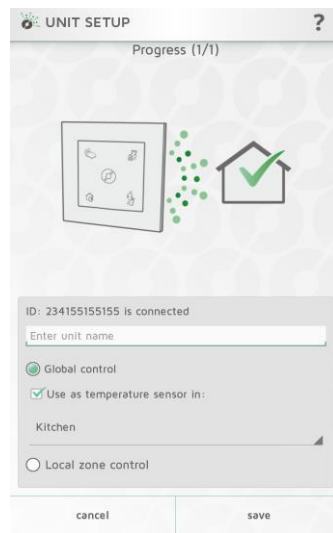 UNIT SETUP ?
Progress (1/1)
ID: 234155155155 is connected
Enter unit name
Global control
Use as temperature sensor in:
Kitchen
Local zone control
cancel save